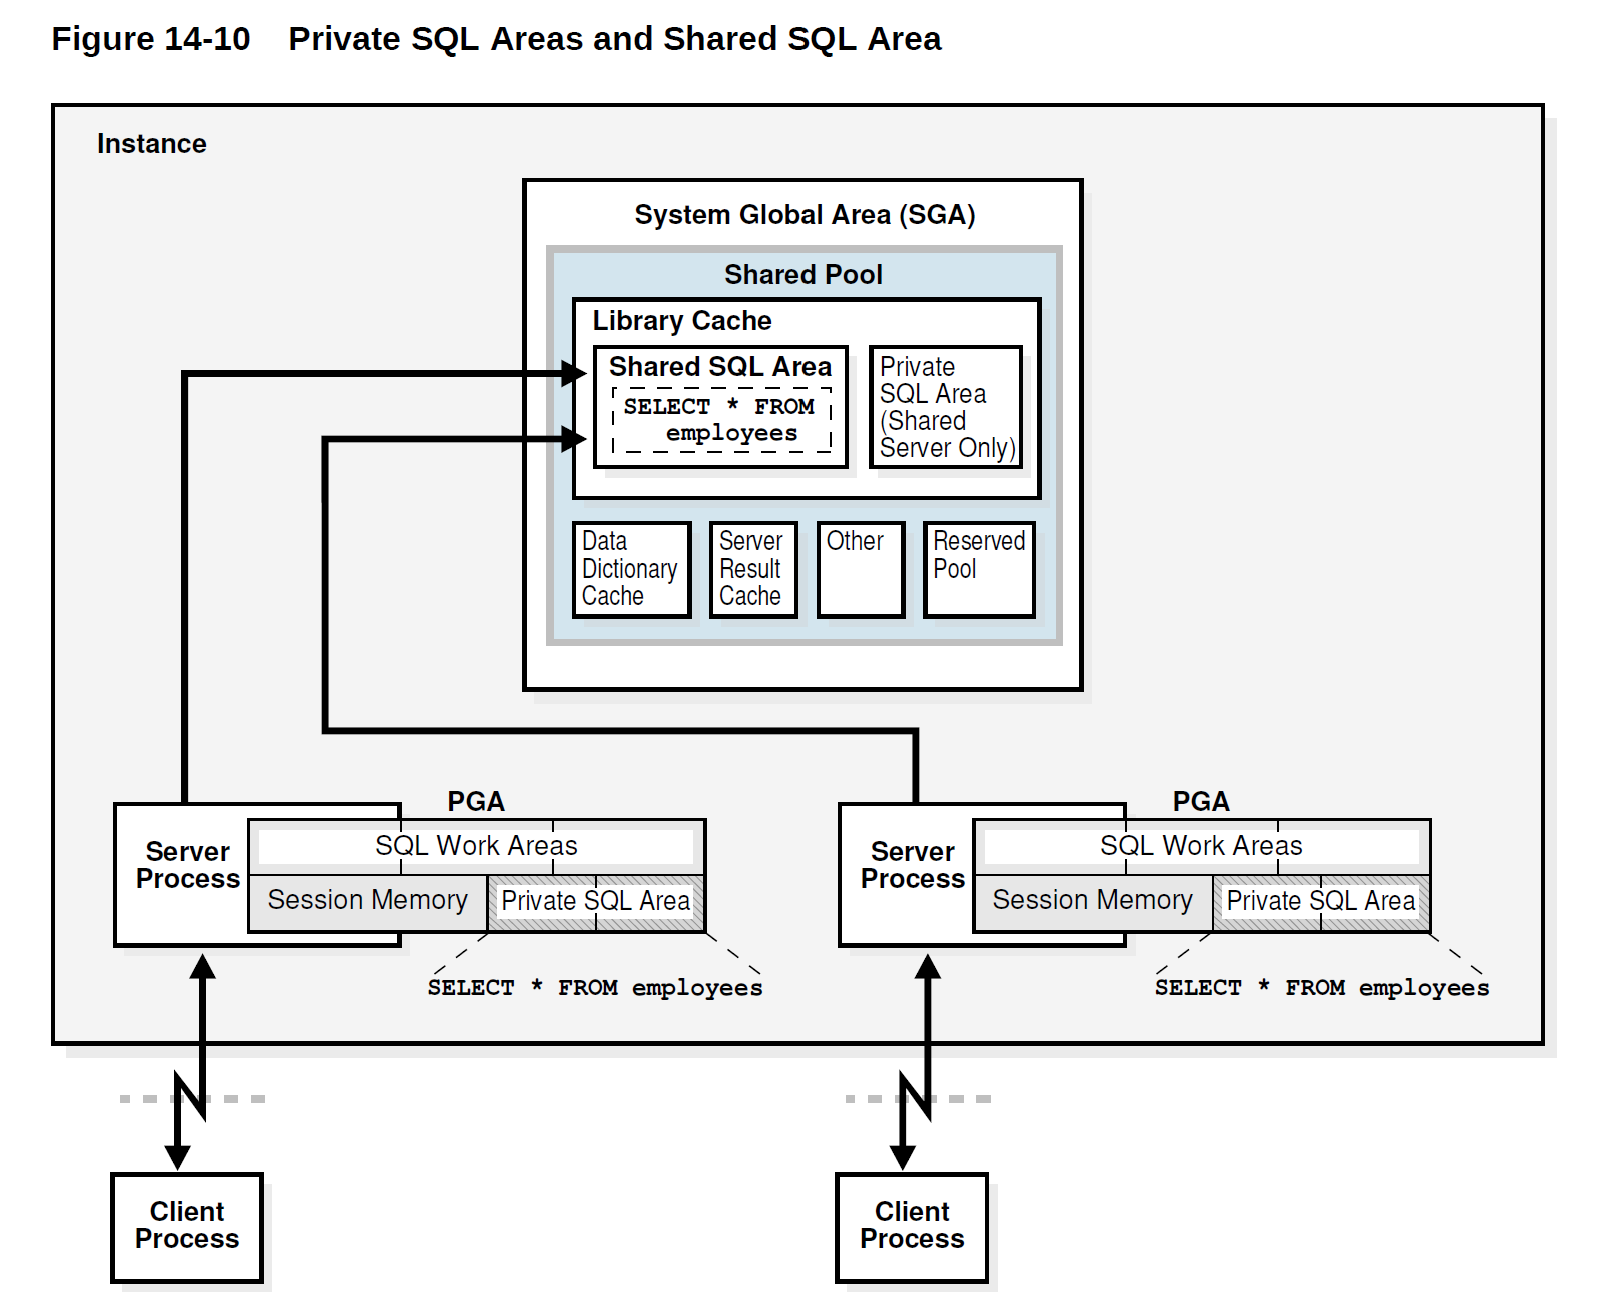 Figure 14-10 Private SQL Areas and Shared SQL Area
Instance
System Global Area (SGA)
Shared Pool
Library Cache
Shared SQL Area
SELECT * FROM
employees
Private
SQL Area
(Shared
Server Only)
Data
Dictionary
Cache
Server
Result
Cache
Other
Reserved
Pool
PGA
Server
Process
SQL Work Areas
Session Memory
Private SQL Area
SELECT * FROM employees
PGA
Server
Process
SQL Work Areas
Session Memory
Private SQL Area
SELECT * FROM employees
Client
Process
Client
Process